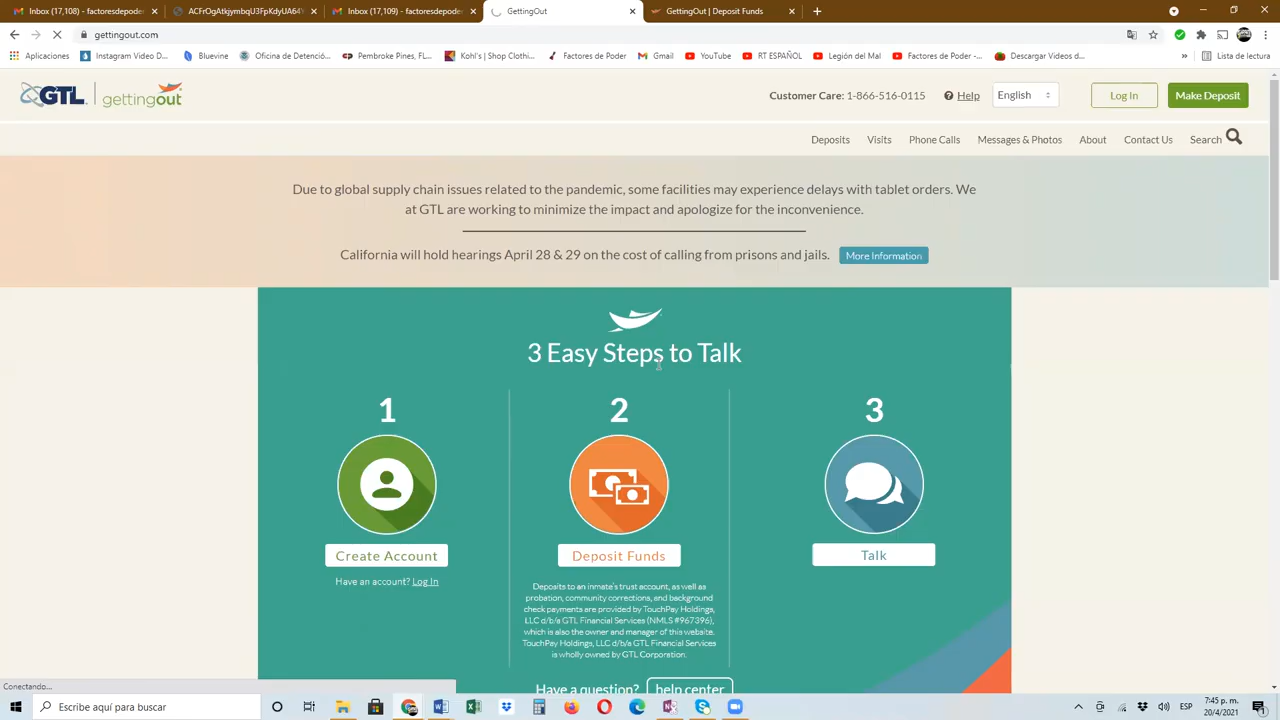 Inbox (17,109) - factoresdepode
ACFrOgAtkjymbqD3pKdyUA64
Inbox (17,109) - factoresdepode
GettingOut
GettingOut | Deposit Funds
gettingout.com
Aplicaciones
Instagram Video D...
Bluevine
Oficina de Detenció...
Pembroke Pines, FL...
Kohl's | Shop Clothi...
Factores de Poder
Gmail
YouTube
RT ESPAÑOL
Legión del Mal
Factores de Poder -...
Descargar Videos d...
»
Lista de lectura
GTL
gettingout
Customer Care: 1-866-516-0115
Help
English
Log In
Make Deposit
Deposits
Visits
Phone Calls
Messages & Photos
About
Contact Us
Search
Due to global supply chain issues related to the pandemic, some facilities may experience delays with tablet orders. We
at GTL are working to minimize the impact and apologize for the inconvenience.
California will hold hearings April 28 & 29 on the cost of calling from prisons and jails.
More Information
3 Easy Steps to Talk
1
2
3
Create Account
Deposit Funds
Talk
Have an account? Log In
Deposits to an inmate's trust account, as well as
probation, community corrections, and background
check payments are provided by TouchPay Holdings,
LLC d/b/a GTL Financial Services (NMLS #967396),
which is also the owner and manager of this website.
TouchPay Holdings, LLC d/b/a GTL Financial Services
is wholly owned by GTL Corporation.
Have a question?
help center
Conectando...
Escribe aquí para buscar
ESP
7:45 p. m.
20/4/2021